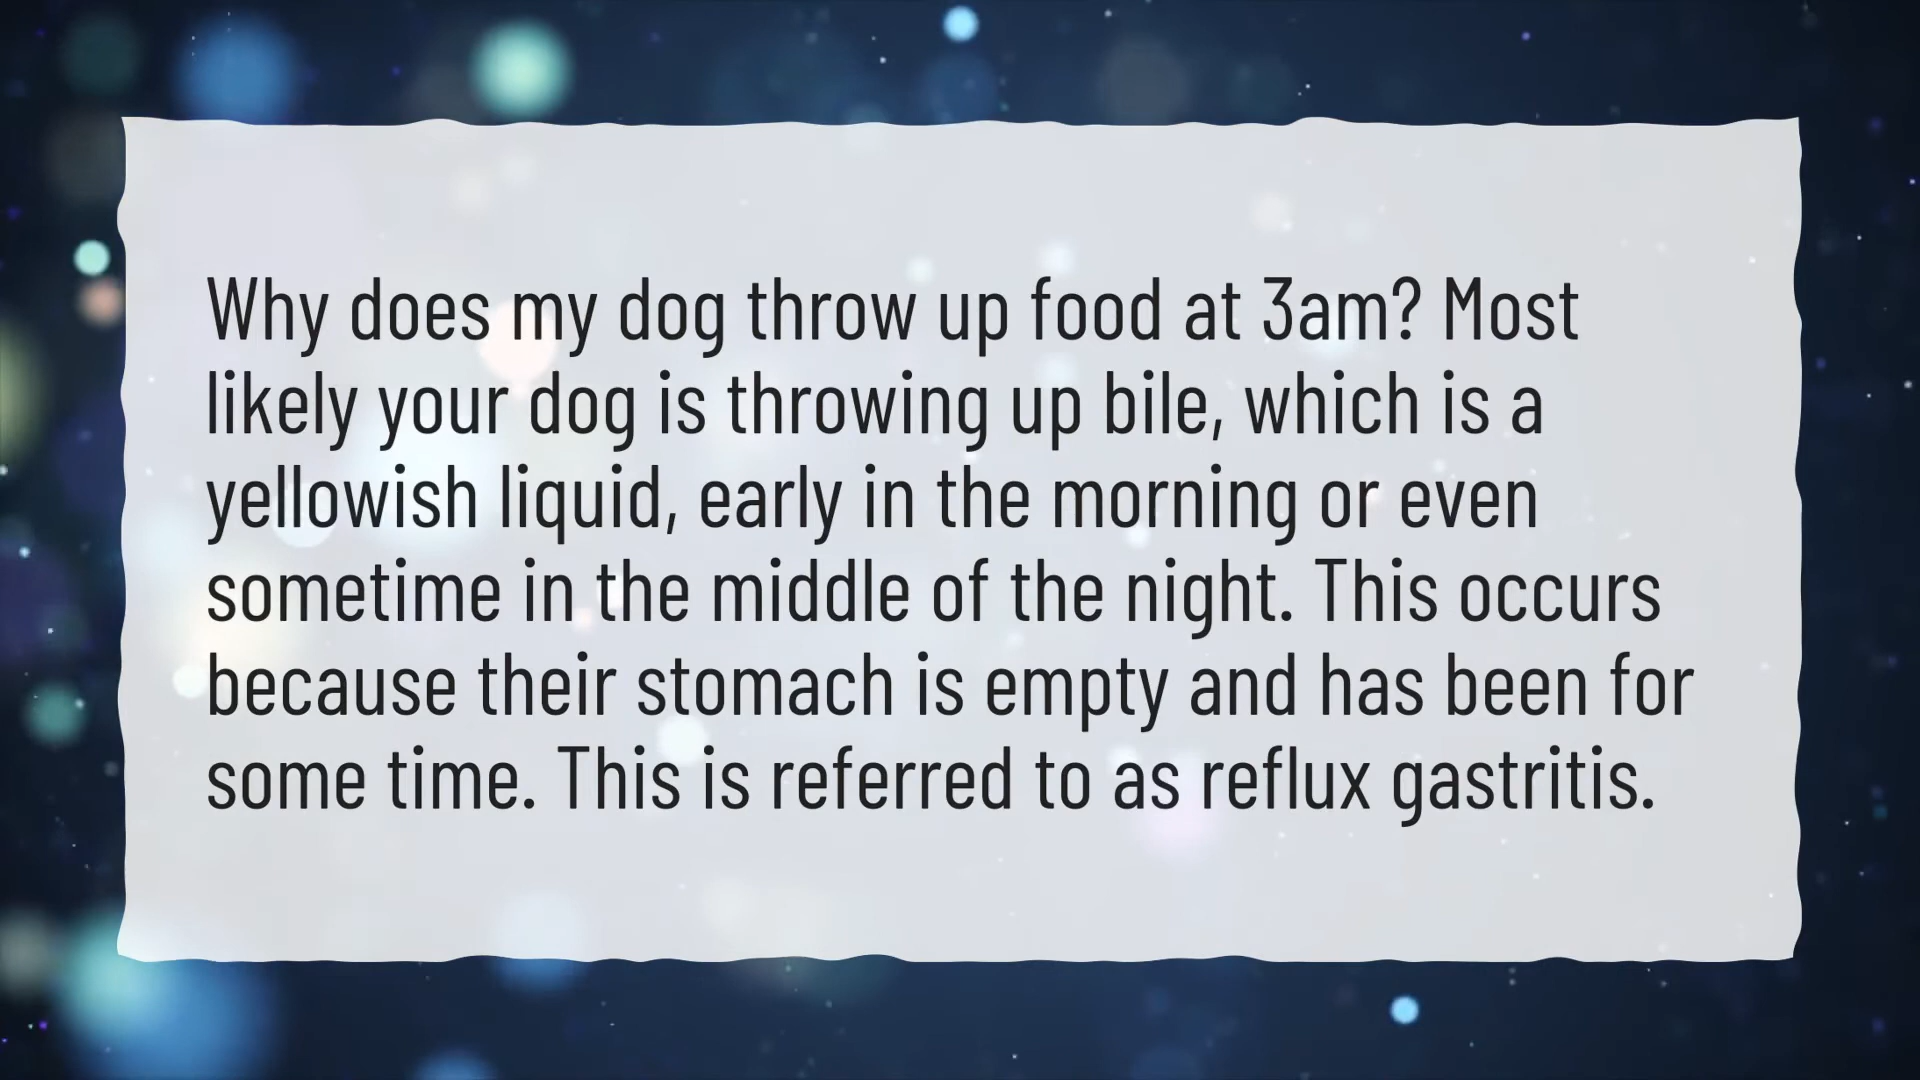 Why does my dog throw up food at 3am? Most
likely your dog is throwing up bile, which is a
yellowish liquid, early in the morning or even
sometime in the middle of the night. This occurs
because their stomach is empty and has been for
some time. This is referred to as reflux gastritis.